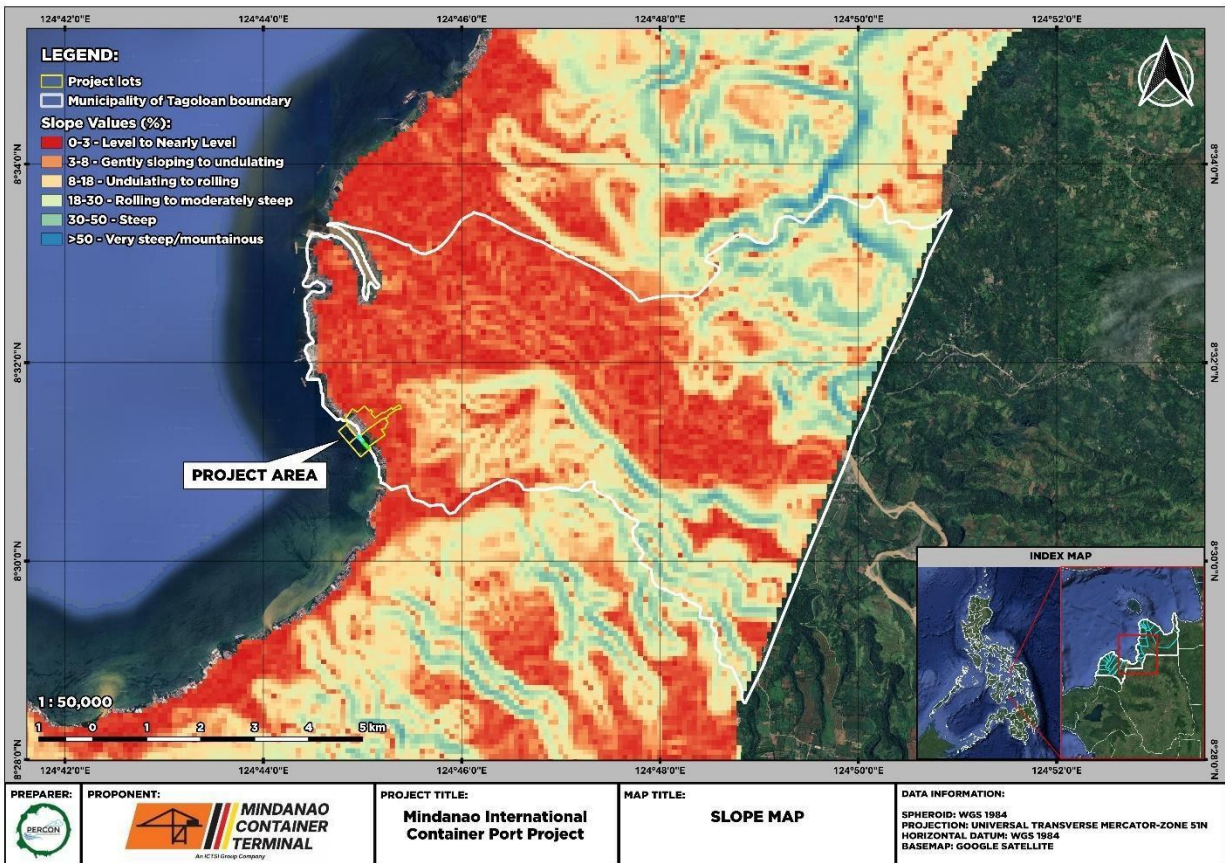 124°42'0"E
124°44'0"E
124°46'0"E
124°48'0"E
124°50'0"E
124°52'0"E
LEGEND:
Project lots
Municipality of Tagoloan boundary
Slope Values (%):
0-3 - Level to Nearly Level
3-8 - Gently sloping to undulating
8-18 - Undulating to rolling
18-30 - Rolling to moderately steep
30-50 - Steep
>50 - Very steep/mountainous
8°34'0"N
8°34'0"N
8°32'0"N
8°32'0"N
8°30'0"N
8°30'0"N
8°28'0"N
8°28'0"N
PROJECT AREA
INDEX MAP
1 : 50,000
1 0 1 2 3 4 5 km
124°42'0"E
124°44'0"E
124°46'0"E
124°48'0"E
124°50'0"E
124°52'0"E
PREPARER:
PERCON
PROPONENT:
MINDANAO
CONTAINER
TERMINAL
An ICTSI Group Company
PROJECT TITLE:
Mindanao International
Container Port Project
MAP TITLE:
SLOPE MAP
DATA INFORMATION:
SPHEROID: WGS 1984
PROJECTION: UNIVERSAL TRANSVERSE MERCATOR-ZONE 51N
HORIZONTAL DATUM: WGS 1984
BASEMAP: GOOGLE SATELLITE